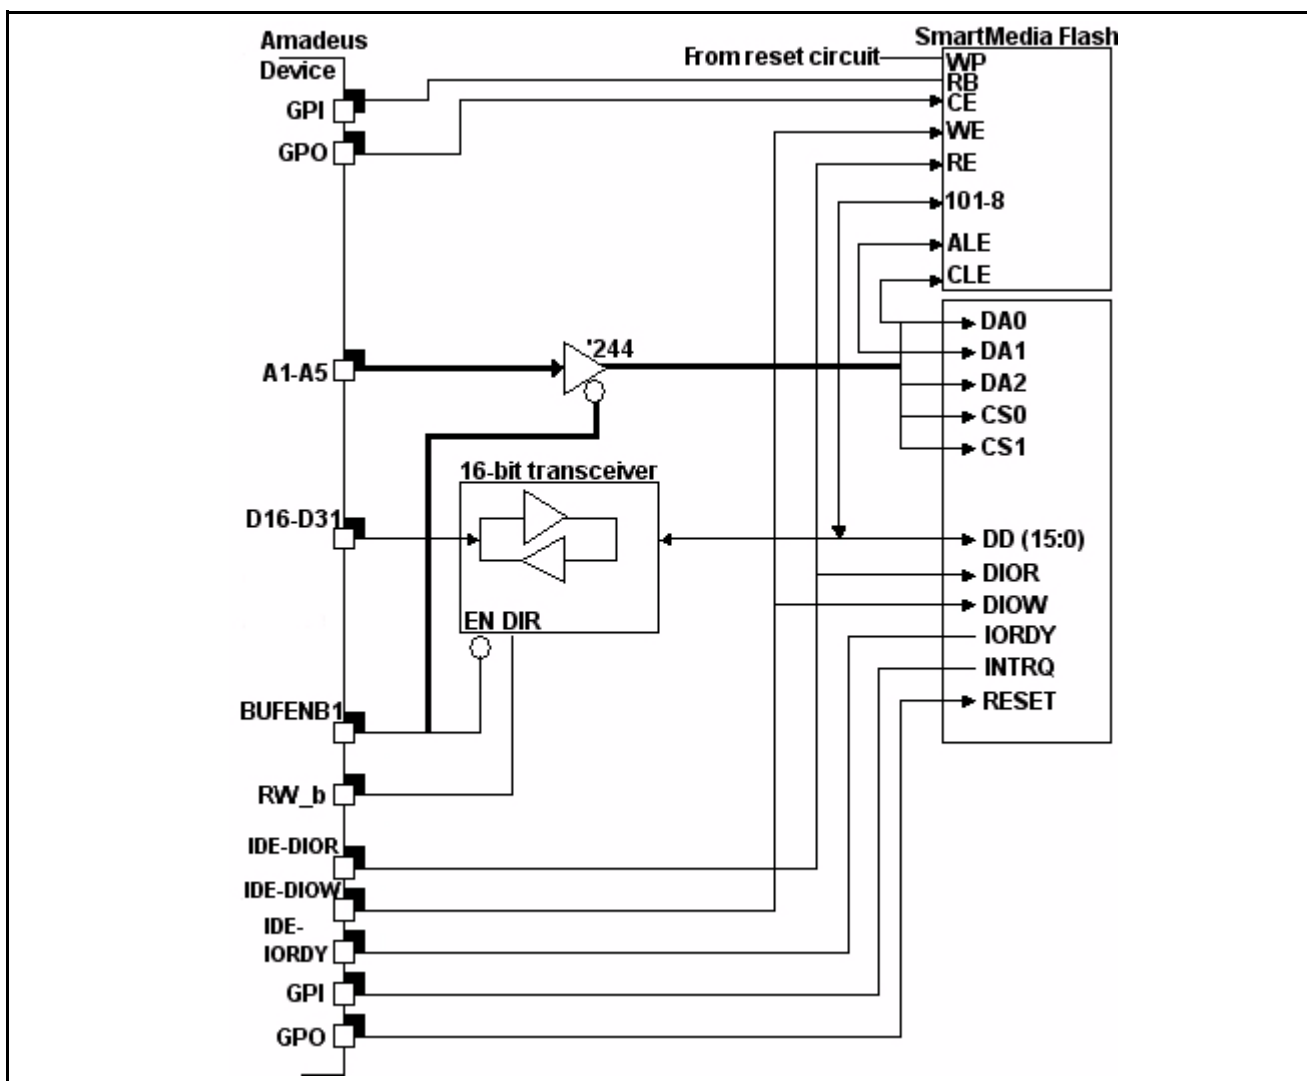 Amadeus
Device
SmartMedia Flash
From reset circuit
WP
RB
CE
WE
RE
101-8
ALE
CLE
GPI
GPO
A1-A5
'244
DA0
DA1
DA2
CS0
CS1
16-bit transceiver
D16-D31
EN DIR
DD (15:0)
DIOR
DIOW
IORDY
INTRQ
RESET
BUFENB1
RW_b
IDE-DIOR
IDE-DIOW
IDE-
IORDY
GPI
GPO